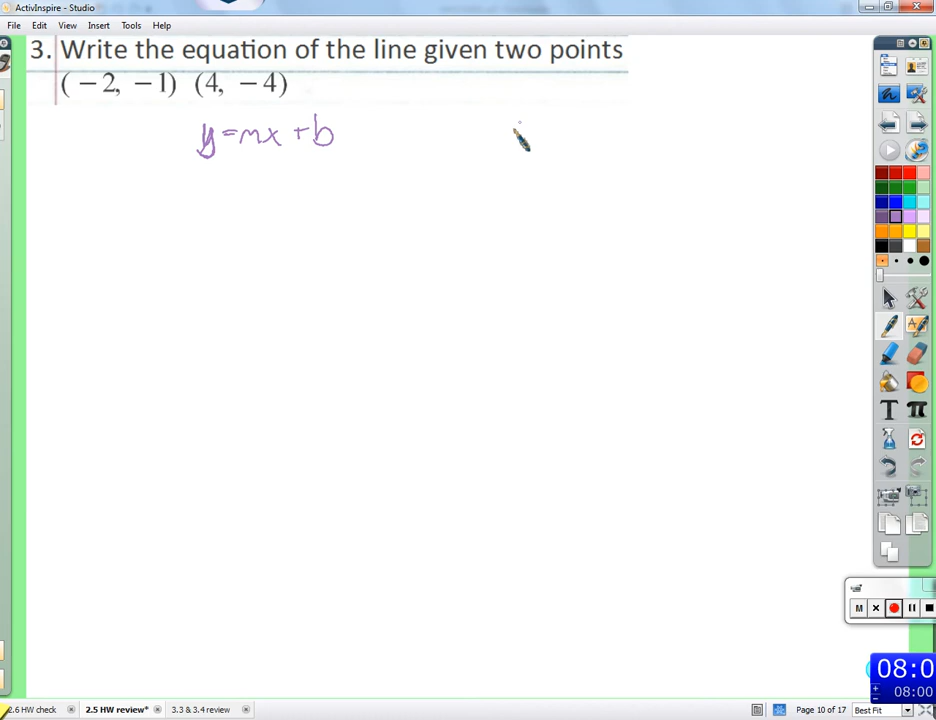 ActivInspire - Studio
File Edit View Insert Tools Help
3. Write the equation of the line given two points
(−2, −1) (4, −4)
y=mx+b
M
T π
08:0
08:00
2.6 HW check
2.5 HW review*
3.3 & 3.4 review
Page 10 of 17
Best Fit